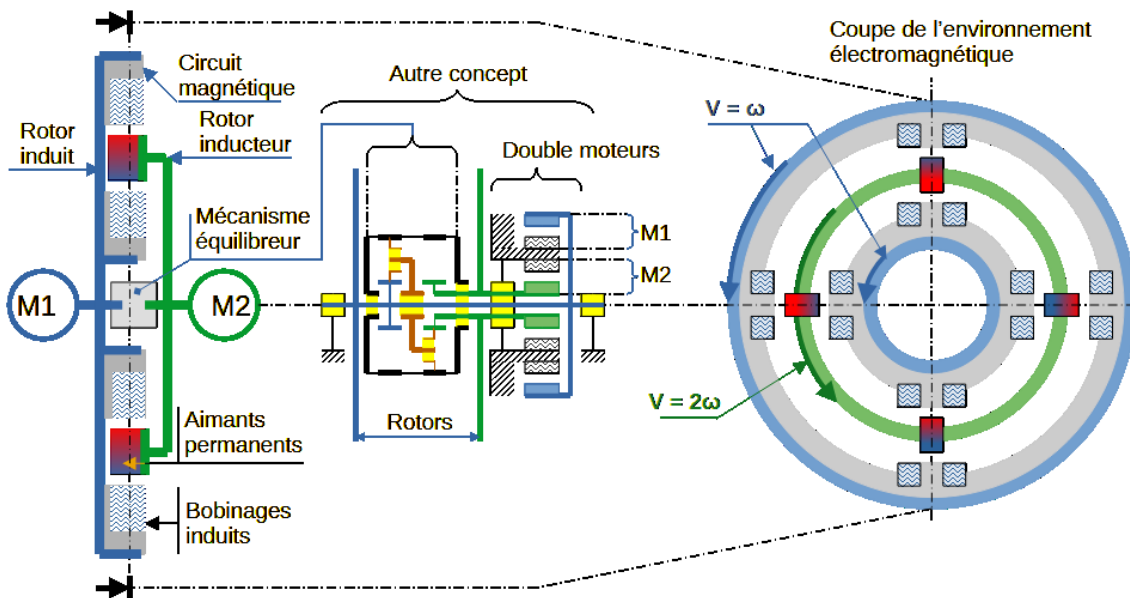 Circuit
magnétique
Rotor
induit
Rotor
inducteur
Mécanisme
équilibreur
M1
M2
Aimants
permanents
Bobinages
induits
Autre concept
Double moteurs
M1
M2
Rotors
Coupe de l'environnement
électromagnétique
V = ω
V = 2ω